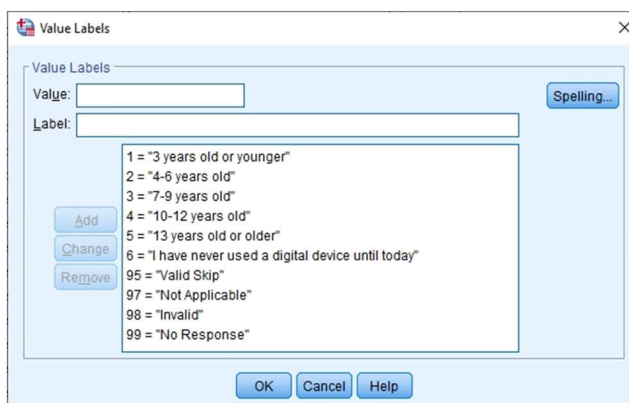 Value Labels
Value Labels
Value:
Spelling...
Label:
1 = "3 years old or younger"
2 = "4-6 years old"
3 = "7-9 years old"
4 = "10-12 years old"
5 = "13 years old or older"
6 = "I have never used a digital device until today"
95 = "Valid Skip"
97 = "Not Applicable"
98 = "Invalid"
99 = "No Response"
Add
Change
Remove
OK Cancel Help